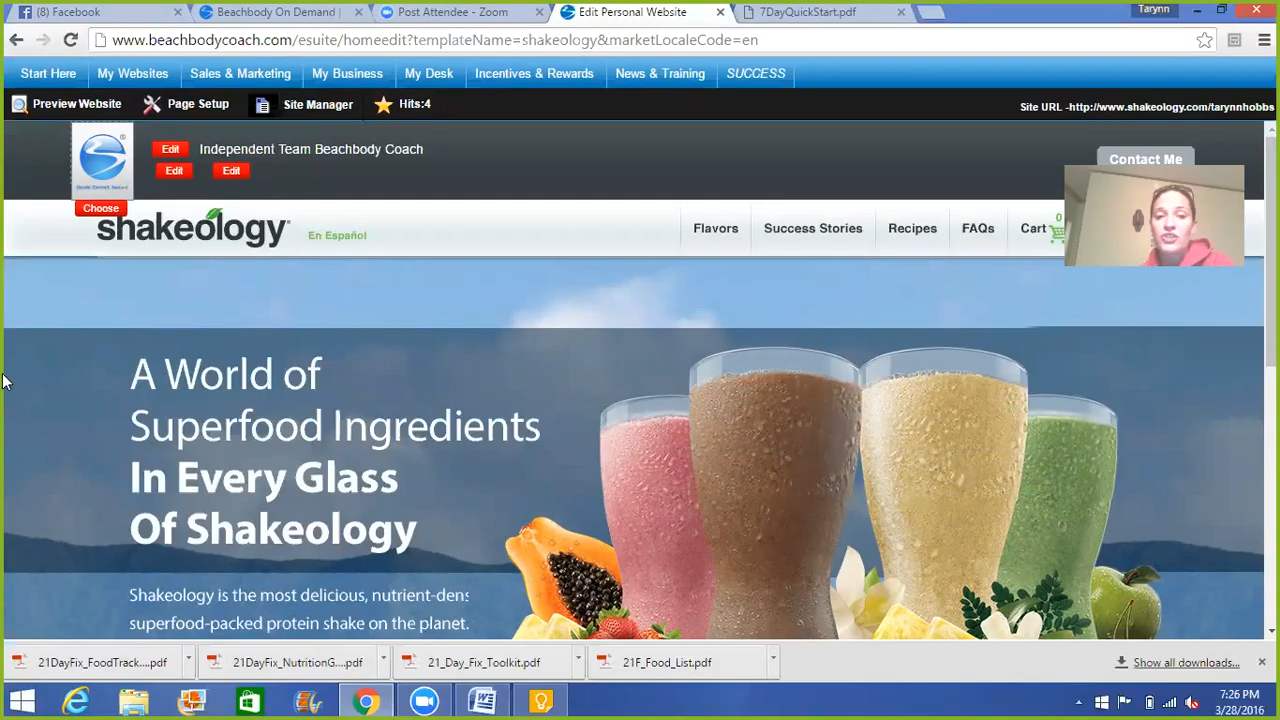 Tarynn
(8) Facebook
Beachbody On Demand |
Post Attendee - Zoom
Edit Personal Website
7DayQuickStart.pdf
www.beachbodycoach.com/esuite/homeedit?templateName=shakeology&marketLocaleCode=en
Start Here
My Websites
Sales & Marketing
My Business
My Desk
Incentives & Rewards
News & Training
SUCCESS
Preview Website
Page Setup
Site Manager
Hits:4
Site URL -http://www.shakeology.com/tarynnhobbs
Edit
Independent Team Beachbody Coach
Edit
Edit
Contact Me
Choose
shakeology
En Español
Flavors
Success Stories
Recipes
FAQs
Cart
0
A World of
Superfood Ingredients
In Every Glass
Of Shakeology
Shakeology is the most delicious, nutrient-dens
superfood-packed protein shake on the planet.
21DayFix_FoodTrack....pdf
21DayFix_NutritionG....pdf
21_Day_Fix_Toolkit.pdf
21F_Food_List.pdf
Show all downloads...
7:26 PM
3/28/2016